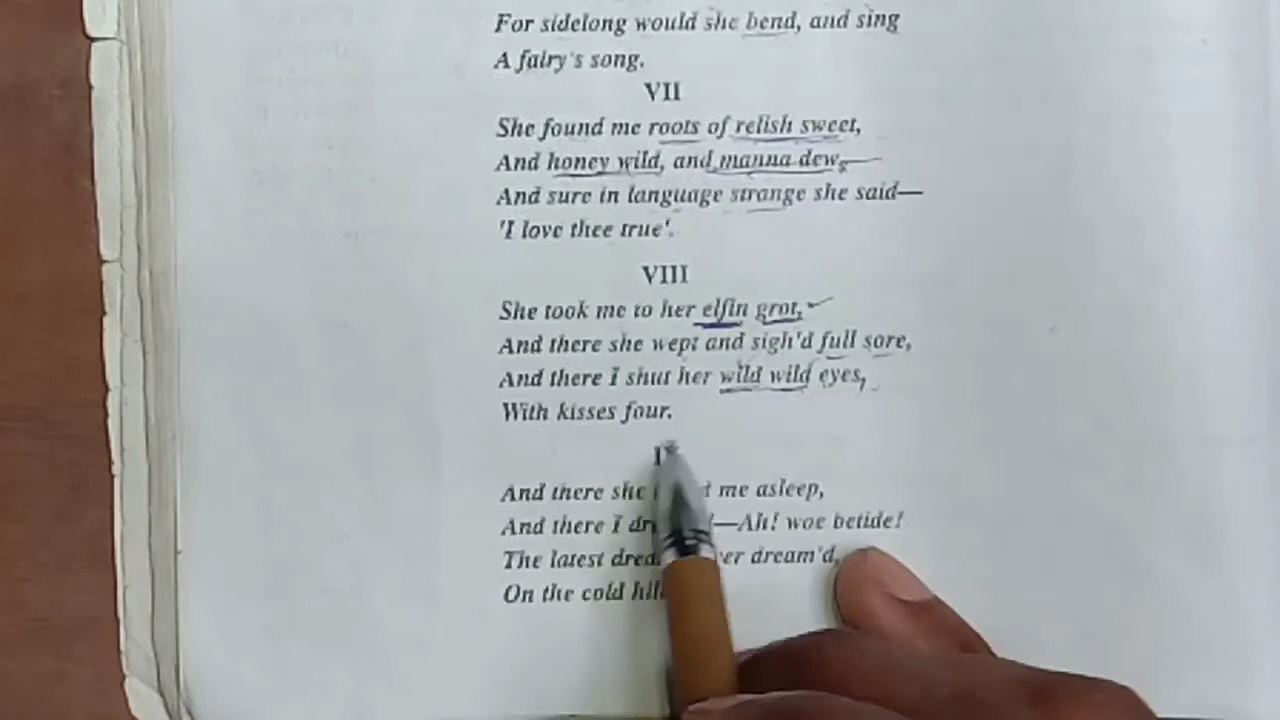 For sidelong would she bend, and sing
A fairy's song.
VII
She found me roots of relish sweet,
And honey wild, and manna dew,
And sure in language strange she said—
'I love thee true'.
VIII
She took me to her elfin grot,
And there she wept and sigh'd full sore,
And there I shut her wild wild eyes,
With kisses four.
And there she me asleep,
And there I —Ah! woe betide!
The latest dream'd,
On the cold